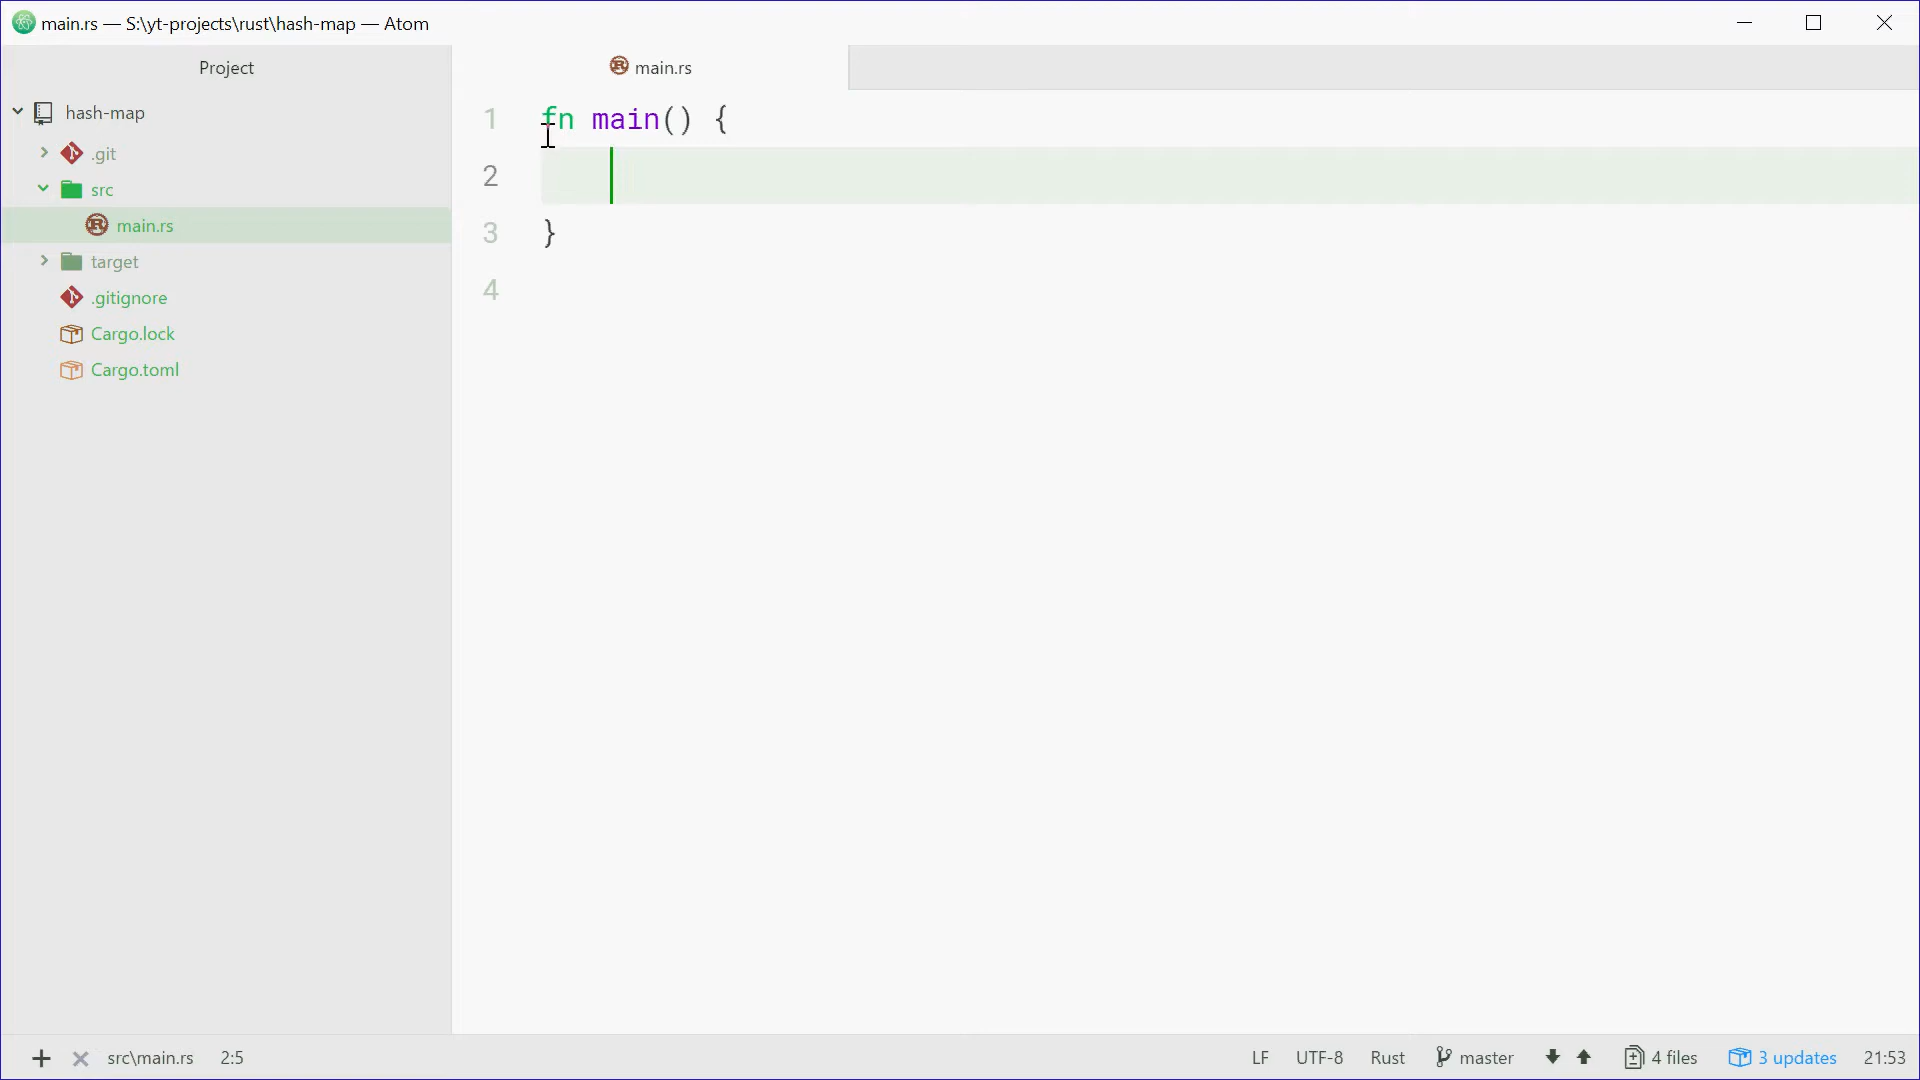 main.rs — S:\yt-projects\rust\hash-map — Atom
Project
main.rs
hash-map
.git
src
main.rs
target
.gitignore
Cargo.lock
Cargo.toml
1 fn main() {
2
3 }
4
src\main.rs 2:5 LF UTF-8 Rust master 4 files 3 updates 21:53